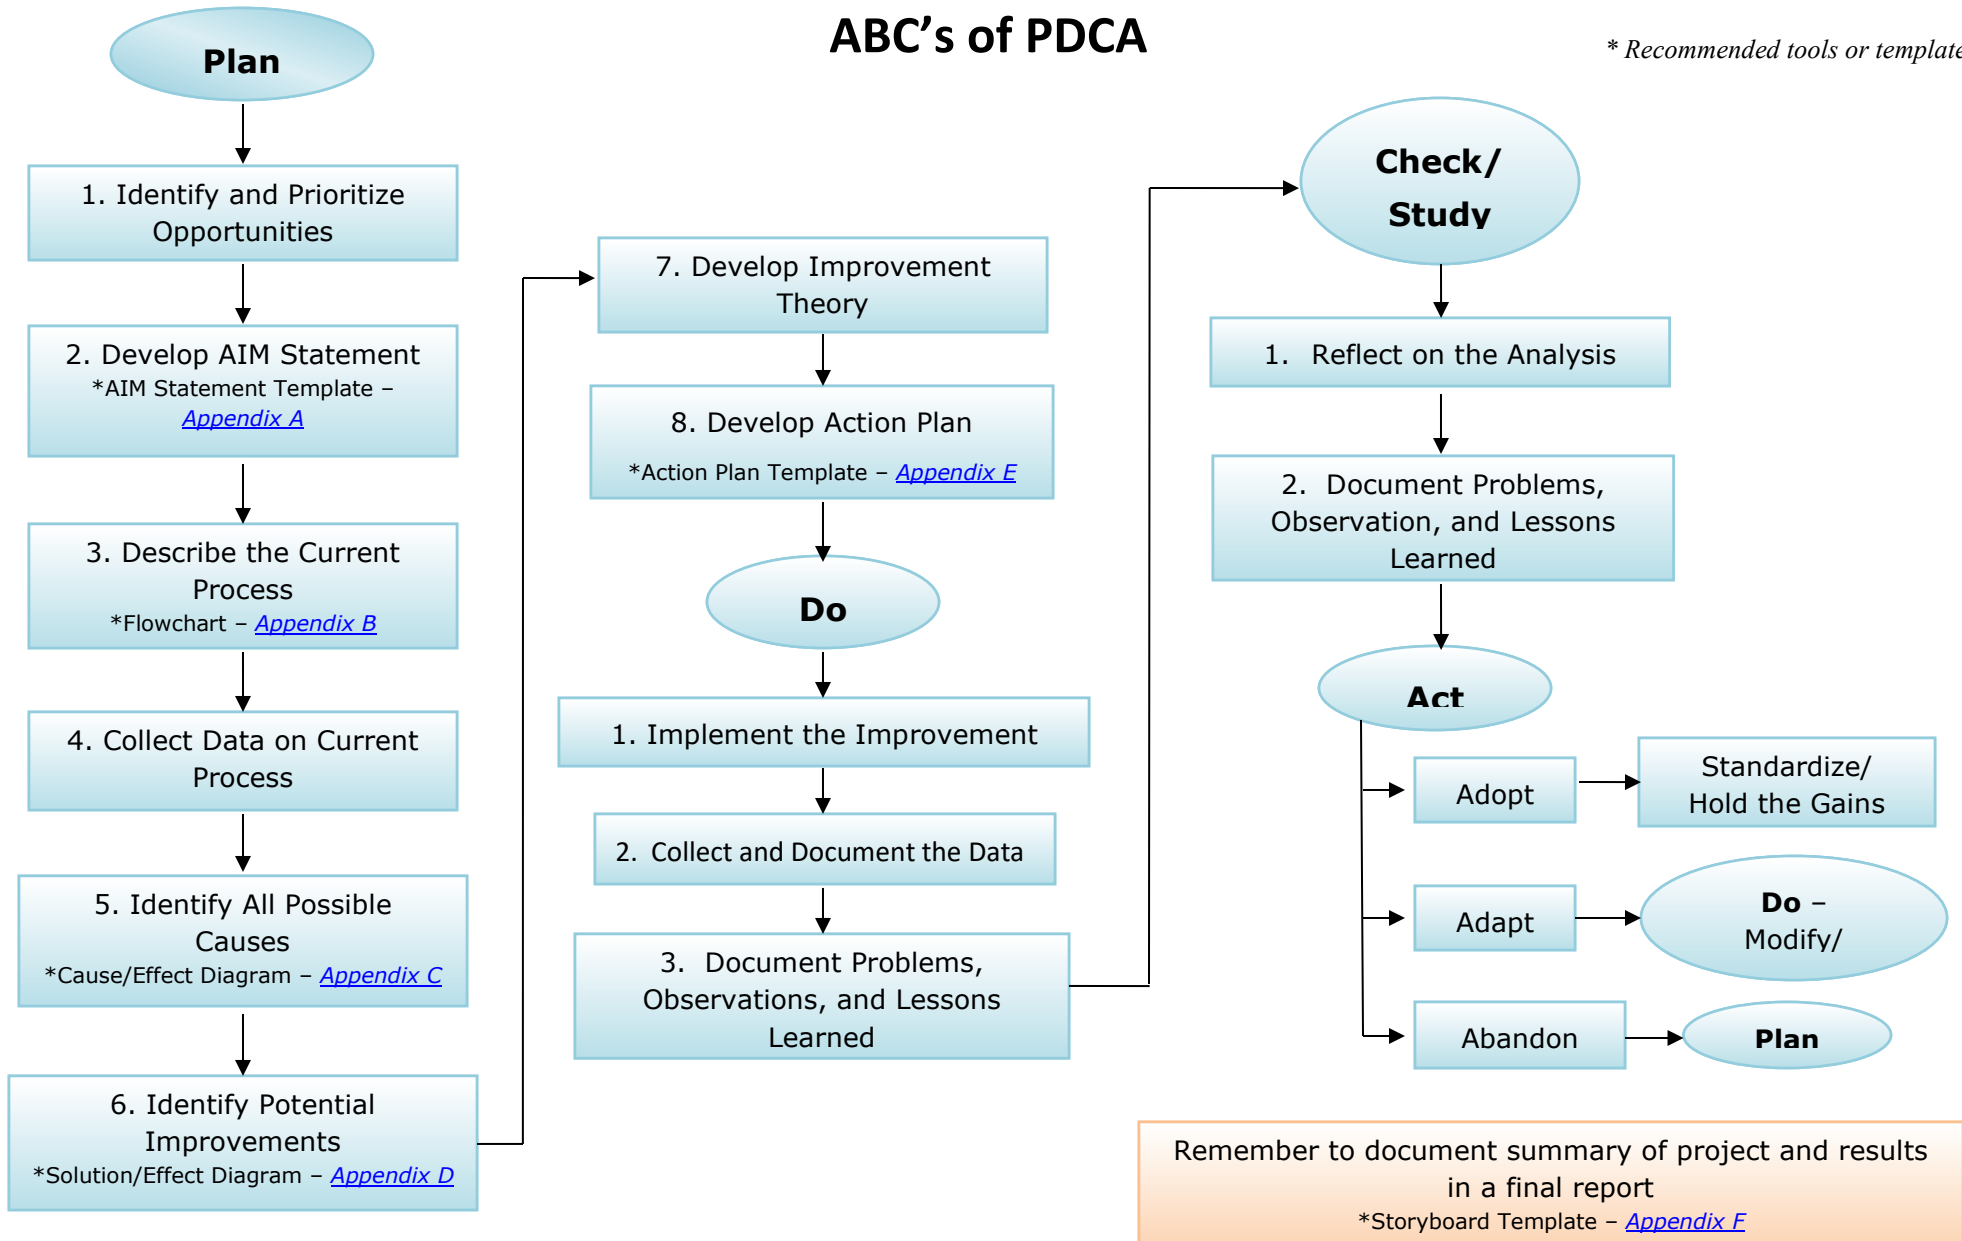 ABC’s of PDCA
* Recommended tools or template
Plan
1. Identify and Prioritize
Opportunities
2. Develop AIM Statement
*AIM Statement Template –
Appendix A
3. Describe the Current
Process
*Flowchart – Appendix B
4. Collect Data on Current
Process
5. Identify All Possible
Causes
*Cause/Effect Diagram – Appendix C
6. Identify Potential
Improvements
*Solution/Effect Diagram – Appendix D
7. Develop Improvement
Theory
8. Develop Action Plan
*Action Plan Template – Appendix E
Do
1. Implement the Improvement
2. Collect and Document the Data
3. Document Problems,
Observations, and Lessons
Learned
Check/
Study
1. Reflect on the Analysis
2. Document Problems,
Observation, and Lessons
Learned
Act
Adopt
Standardize/
Hold the Gains
Adapt
Do –
Modify/
Abandon
Plan
Remember to document summary of project and results
in a final report
*Storyboard Template – Appendix F